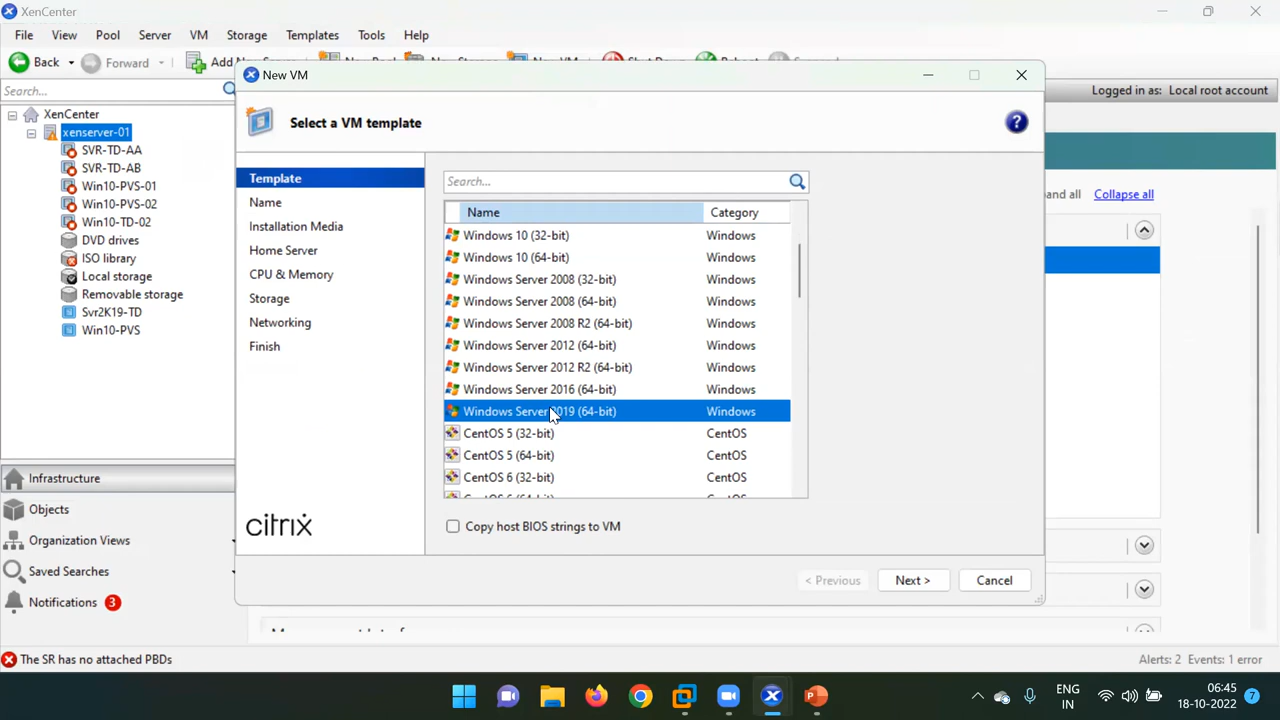 XenCenter
File View Pool Server VM Storage Templates Tools Help
Back Forward Add New
New VM
Search...
Logged in as: Local root account
XenCenter
xenserver-01
SVR-TD-AA
SVR-TD-AB
Win10-PVS-01
Win10-PVS-02
Win10-TD-02
DVD drives
ISO library
Local storage
Removable storage
Svr2K19-TD
Win10-PVS
Infrastructure
Objects
Organization Views
Saved Searches
Notifications 3
Select a VM template
?
Template
Name
Installation Media
Home Server
CPU & Memory
Storage
Networking
Finish
citrix
Search...
Name Category
Windows 10 (32-bit) Windows
Windows 10 (64-bit) Windows
Windows Server 2008 (32-bit) Windows
Windows Server 2008 (64-bit) Windows
Windows Server 2008 R2 (64-bit) Windows
Windows Server 2012 (64-bit) Windows
Windows Server 2012 R2 (64-bit) Windows
Windows Server 2016 (64-bit) Windows
Windows Server 2019 (64-bit) Windows
CentOS 5 (32-bit) CentOS
CentOS 5 (64-bit) CentOS
CentOS 6 (32-bit) CentOS
Copy host BIOS strings to VM
< Previous Next > Cancel
and all Collapse all
The SR has no attached PBDs
Alerts: 2 Events: 1 error
ENG
IN
06:45
18-10-2022
7